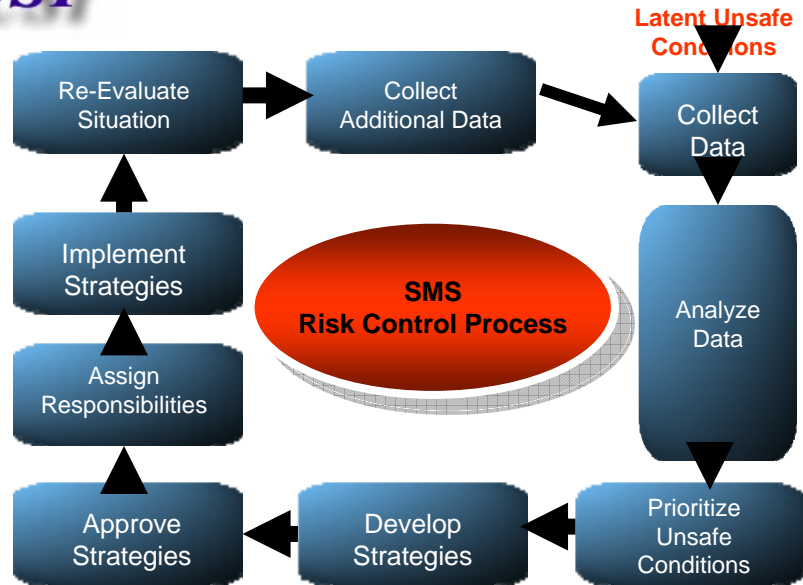 Latent Unsafe
Conditions
Re-Evaluate
Situation
Collect
Additional Data
Collect
Data
Implement
Strategies
SMS
Risk Control Process
Analyze
Data
Assign
Responsibilities
Approve
Strategies
Develop
Strategies
Prioritize
Unsafe
Conditions